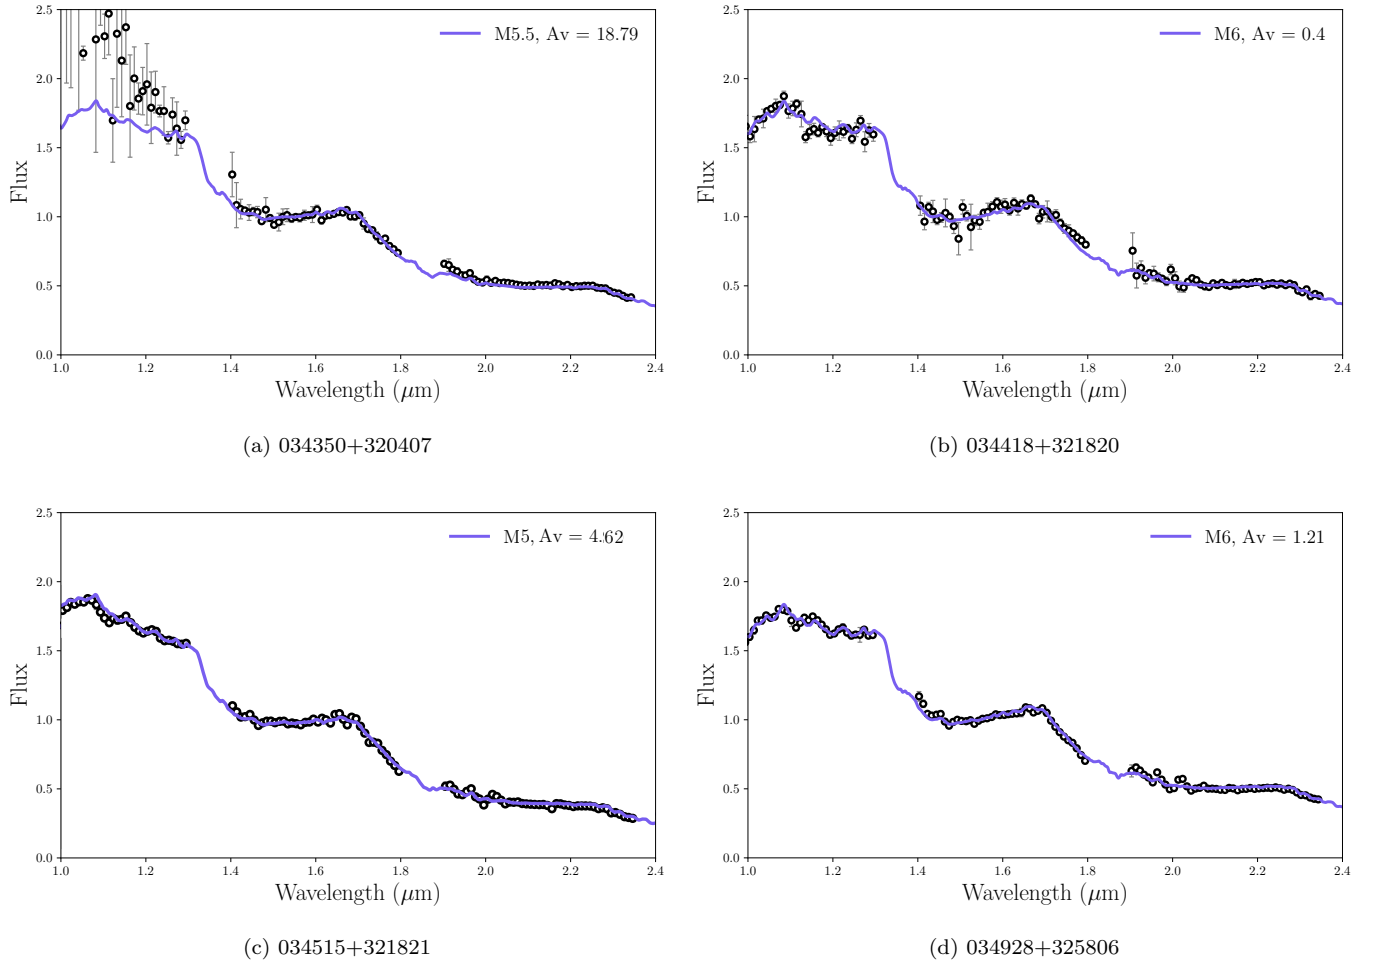 2.5
2.0
1.5
1.0
0.5
0.0
Flux
M5.5, Av = 18.79
1.0 1.2 1.4 1.6 1.8 2.0 2.2 2.4
Wavelength (μm)
(a) 034350+320407
2.5
2.0
1.5
1.0
0.5
0.0
Flux
M6, Av = 0.4
1.0 1.2 1.4 1.6 1.8 2.0 2.2 2.4
Wavelength (μm)
(b) 034418+321820
2.5
2.0
1.5
1.0
0.5
0.0
Flux
M5, Av = 4.62
1.0 1.2 1.4 1.6 1.8 2.0 2.2 2.4
Wavelength (μm)
(c) 034515+321821
2.5
2.0
1.5
1.0
0.5
0.0
Flux
M6, Av = 1.21
1.0 1.2 1.4 1.6 1.8 2.0 2.2 2.4
Wavelength (μm)
(d) 034928+325806